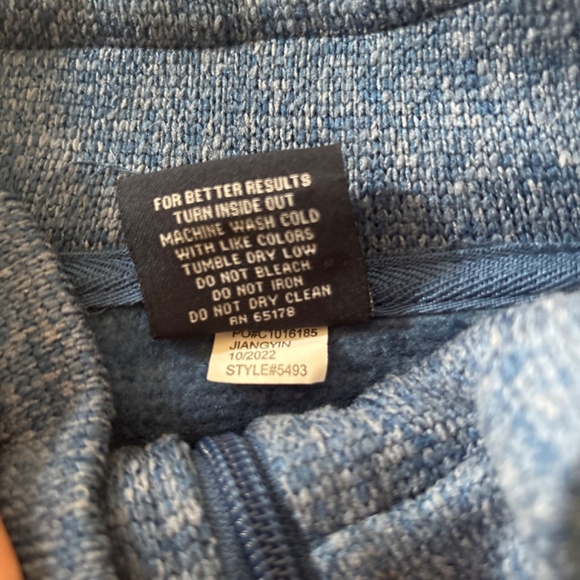 FOR BETTER RESULTS
TURN INSIDE OUT
MACHINE WASH COLD
WITH LIKE COLORS
TUMBLE DRY LOW
DO NOT BLEACH
DO NOT IRON
DO NOT DRY CLEAN
RN 65178
PO#CT016185
JIANGYIN
10/2022
STYLE#5493